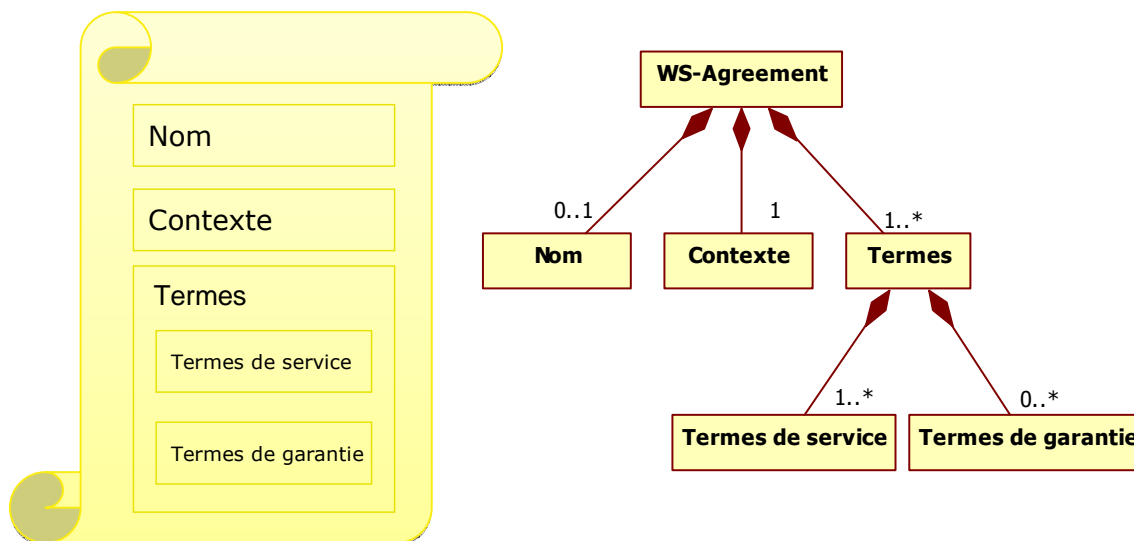 Nom
Contexte
Termes
Termes de service
Termes de garantie
WS-Agreement
0..1
1
1..*
Nom
Contexte
Termes
1..*
0..*
Termes de service
Termes de garantie